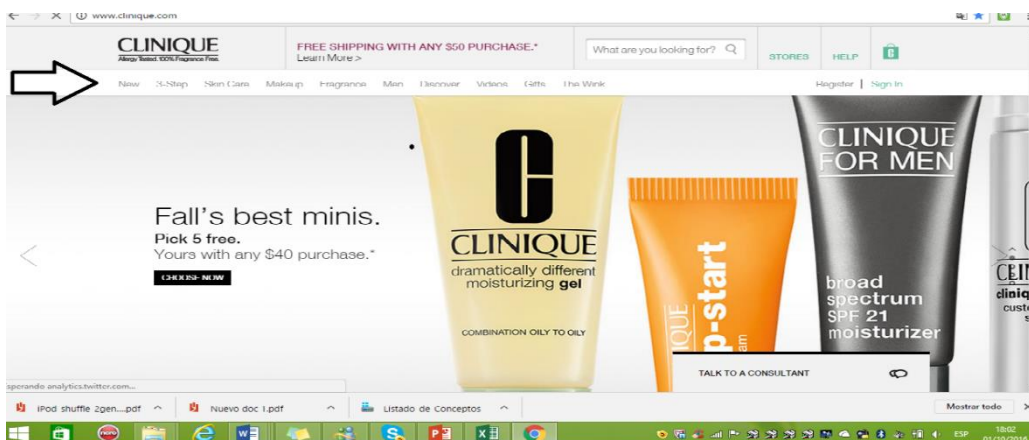 www.clinique.com
CLINIQUE
Allergy Tested. 100% Fragrance Free.
FREE SHIPPING WITH ANY $50 PURCHASE.*
Learn More >
What are you looking for?
STORES
HELP
New 3-Step Skin Care Makeup Fragrance Men Discover Videos Gifts The Wink
Register | Sign In
Fall's best minis.
Pick 5 free.
Yours with any $40 purchase.*
CHOOSE NOW
CLINIQUE
dramatically different
moisturizing gel
COMBINATION OILY TO OILY
CLINIQUE
p-start
CLINIQUE
FOR MEN
broad
spectrum
SPF 21
moisturizer
TALK TO A CONSULTANT
sperando analytics.twitter.com...
iPod shuffle 2gen....pdf
Nuevo doc 1.pdf
Listado de Conceptos
Mostrar todo
ESP
18:02